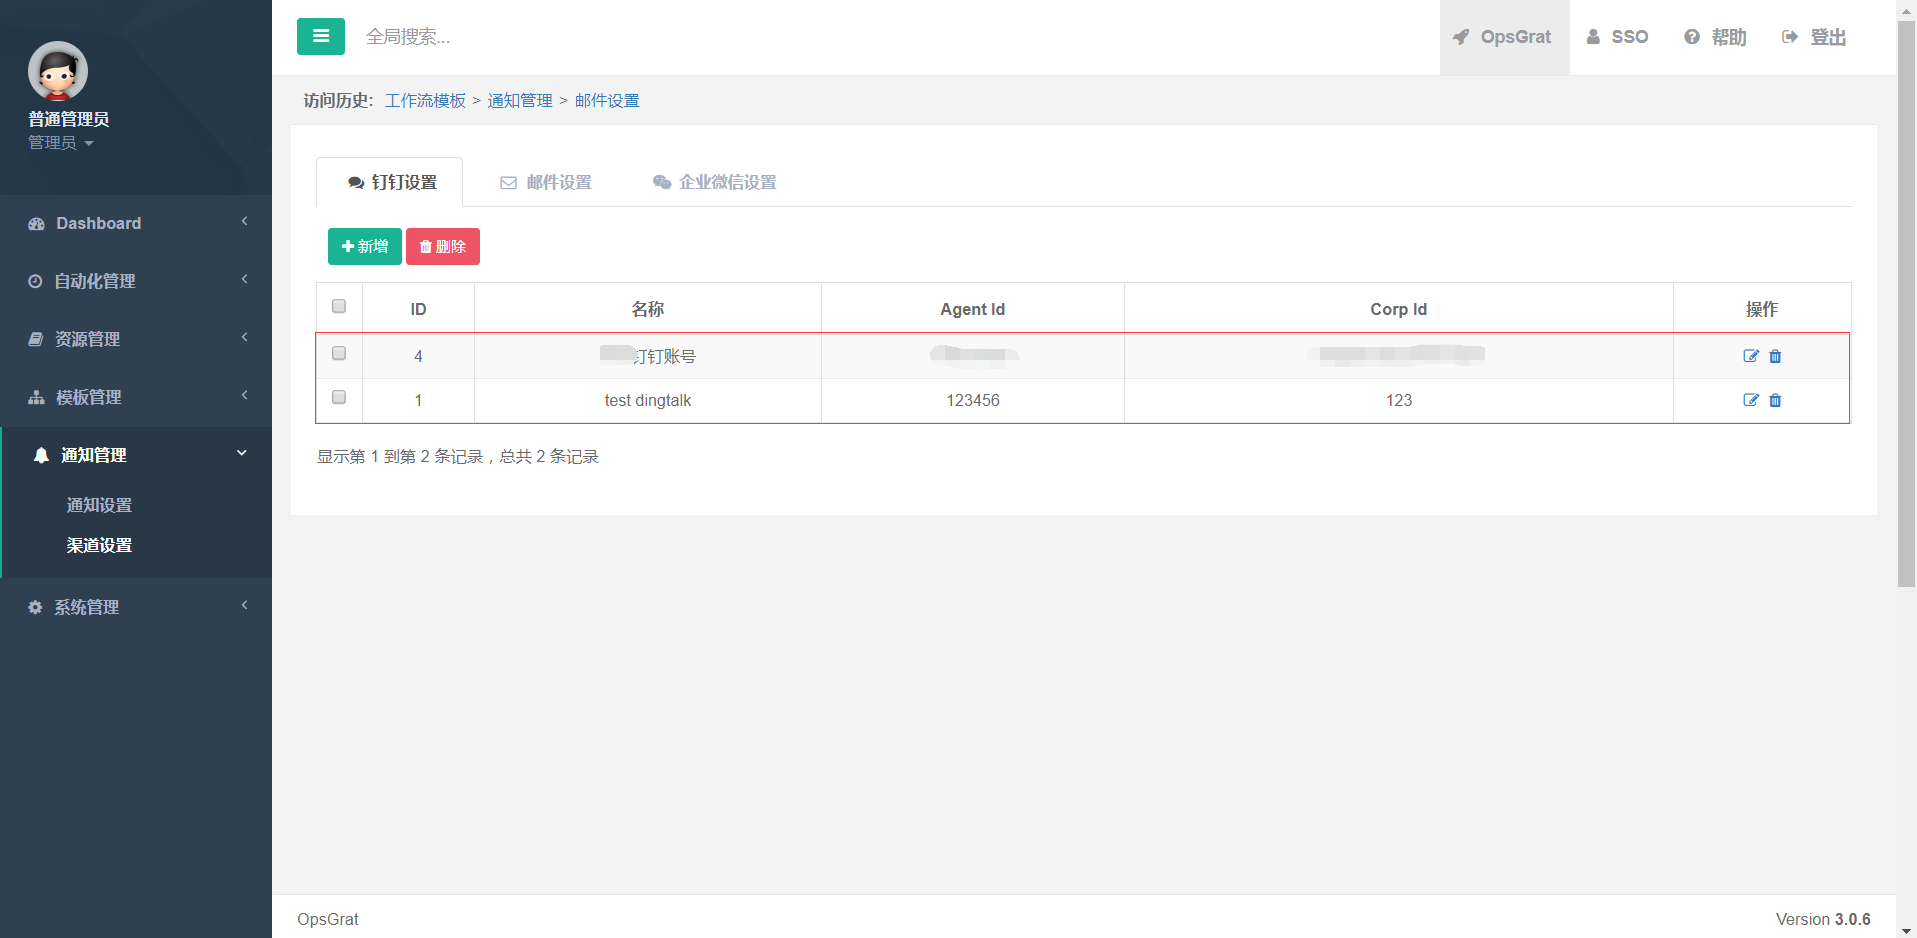 普通管理员
管理员
Dashboard
自动化管理
资源管理
模板管理
通知管理
通知设置
渠道设置
系统管理
全局搜索...
OpsGrat
SSO
帮助
登出
访问历史: 工作流模板 > 通知管理 > 邮件设置
钉钉设置
邮件设置
企业微信设置
新增
删除
ID 名称 Agent Id Corp Id 操作
4 钉钉账号
1 test dingtalk 123456 123
显示第 1 到第 2 条记录，总共 2 条记录
OpsGrat
Version 3.0.6